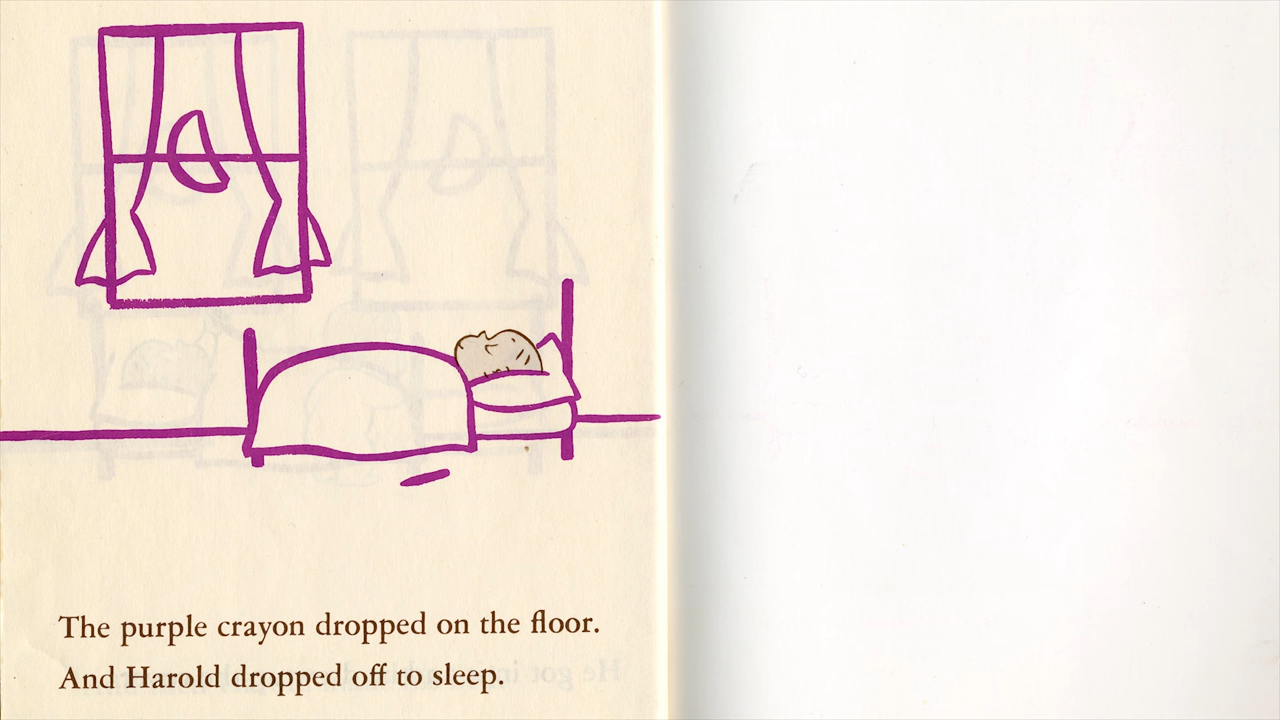 The purple crayon dropped on the floor.
And Harold dropped off to sleep.